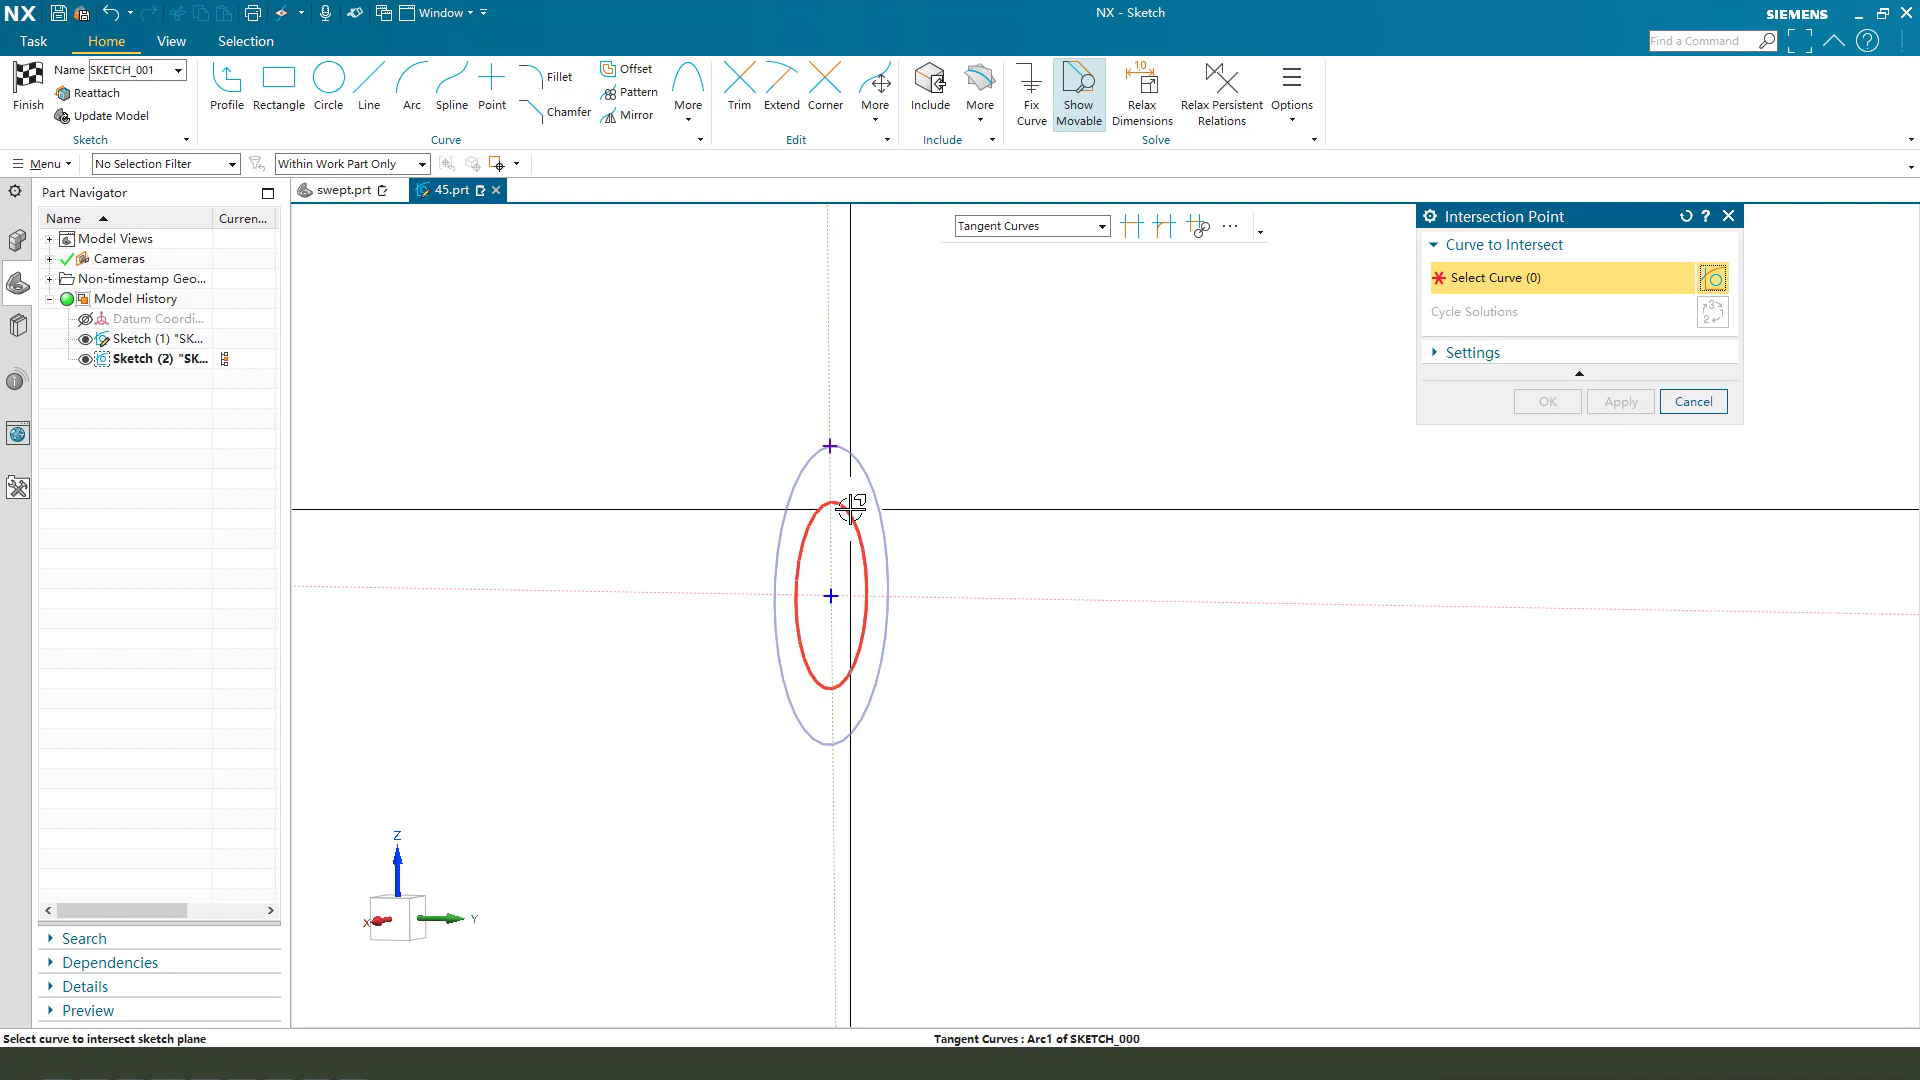 NX
Window
NX - Sketch
SIEMENS
Task
Home
View
Selection
Find a Command
Finish
Name SKETCH_001
Reattach
Update Model
Sketch
Profile
Rectangle
Circle
Line
Arc
Spline
Point
Fillet
Chamfer
Offset
Pattern
Mirror
More
Curve
Trim
Extend
Corner
More
Edit
Include
More
Include
Fix
Curve
Show
Movable
1,0
Relax
Dimensions
Relax Persistent
Relations
Options
Solve
Menu
No Selection Filter
Within Work Part Only
Part Navigator
swept.prt
45.prt
Name
Curren...
Model Views
Cameras
Non-timestamp Geo...
Model History
Datum Coordi...
Sketch (1) "SK...
Sketch (2) "SK...
Tangent Curves
Intersection Point
Curve to Intersect
Select Curve (0)
Cycle Solutions
Settings
OK
Apply
Cancel
Z
X
Y
Search
Dependencies
Details
Preview
Select curve to intersect sketch plane
Tangent Curves : Arc1 of SKETCH_000